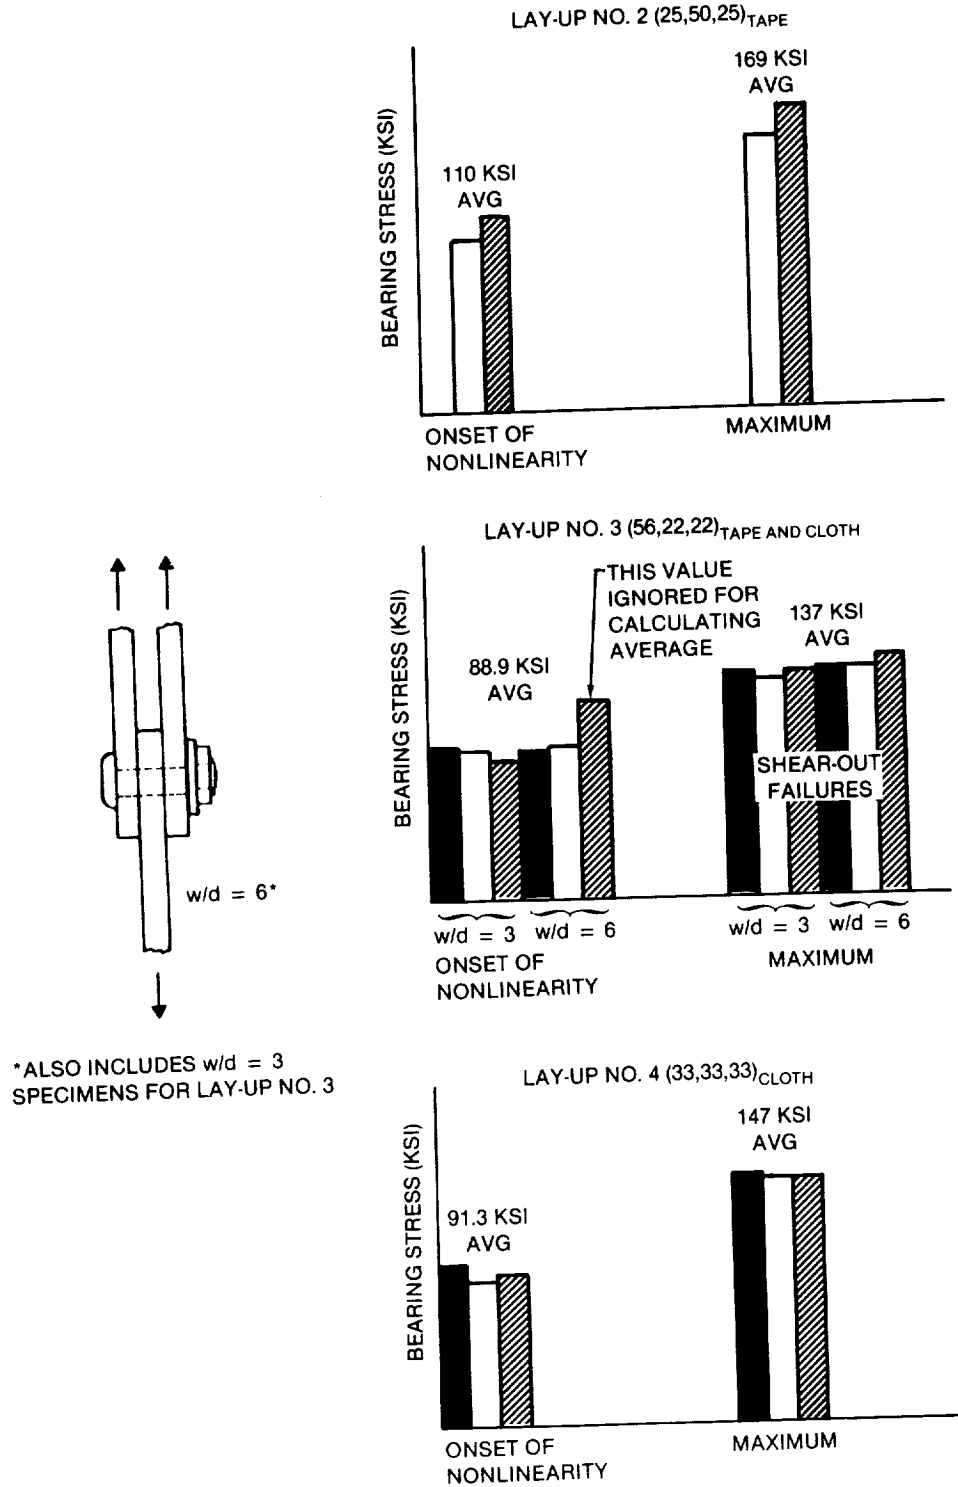 LAY-UP NO. 2 (25,50,25)TAPE
BEARING STRESS (KSI)
110 KSI
AVG
169 KSI
AVG
ONSET OF
NONLINEARITY
MAXIMUM
LAY-UP NO. 3 (56,22,22)TAPE AND CLOTH
BEARING STRESS (KSI)
88.9 KSI
AVG
THIS VALUE
IGNORED FOR
CALCULATING
AVERAGE
137 KSI
AVG
SHEAR-OUT
FAILURES
w/d = 3
w/d = 6
ONSET OF
NONLINEARITY
w/d = 3
w/d = 6
MAXIMUM
w/d = 6*
*ALSO INCLUDES w/d = 3
SPECIMENS FOR LAY-UP NO. 3
LAY-UP NO. 4 (33,33,33)CLOTH
BEARING STRESS (KSI)
91.3 KSI
AVG
147 KSI
AVG
ONSET OF
NONLINEARITY
MAXIMUM